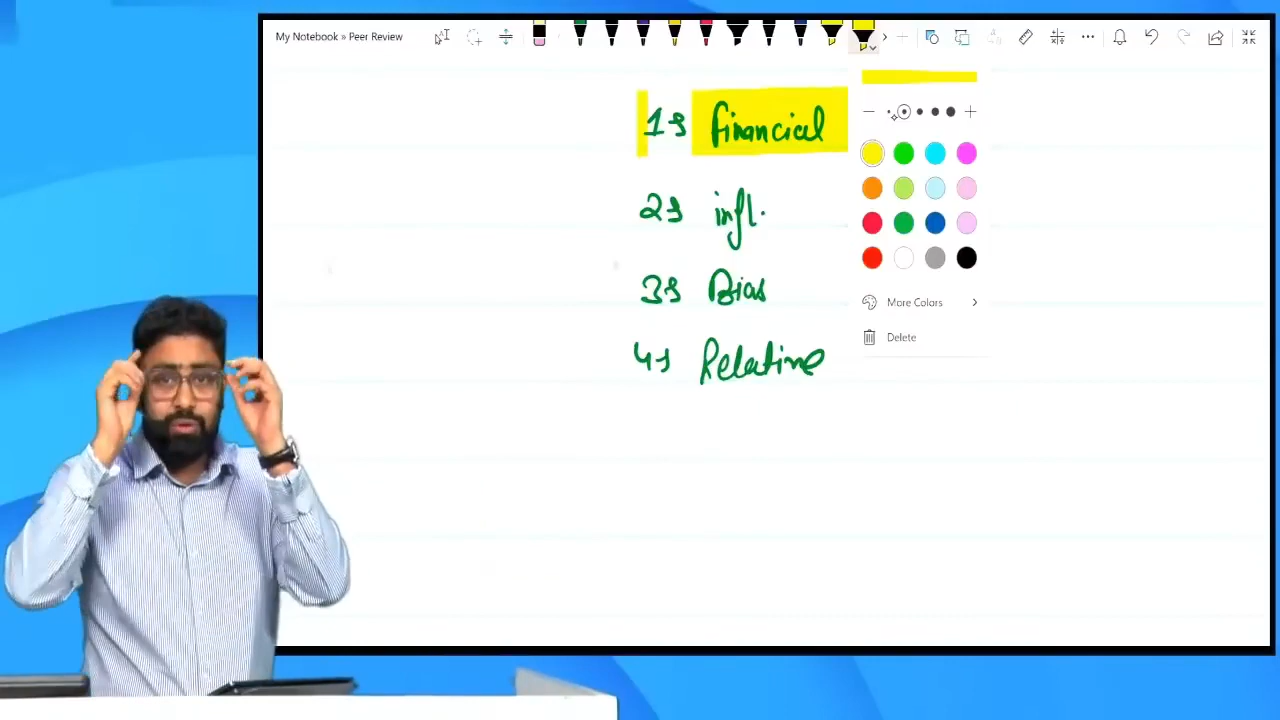 My Notebook » Peer Review
1) Financial
2) infl.
3) Bias
4) Relative
More Colors
Delete